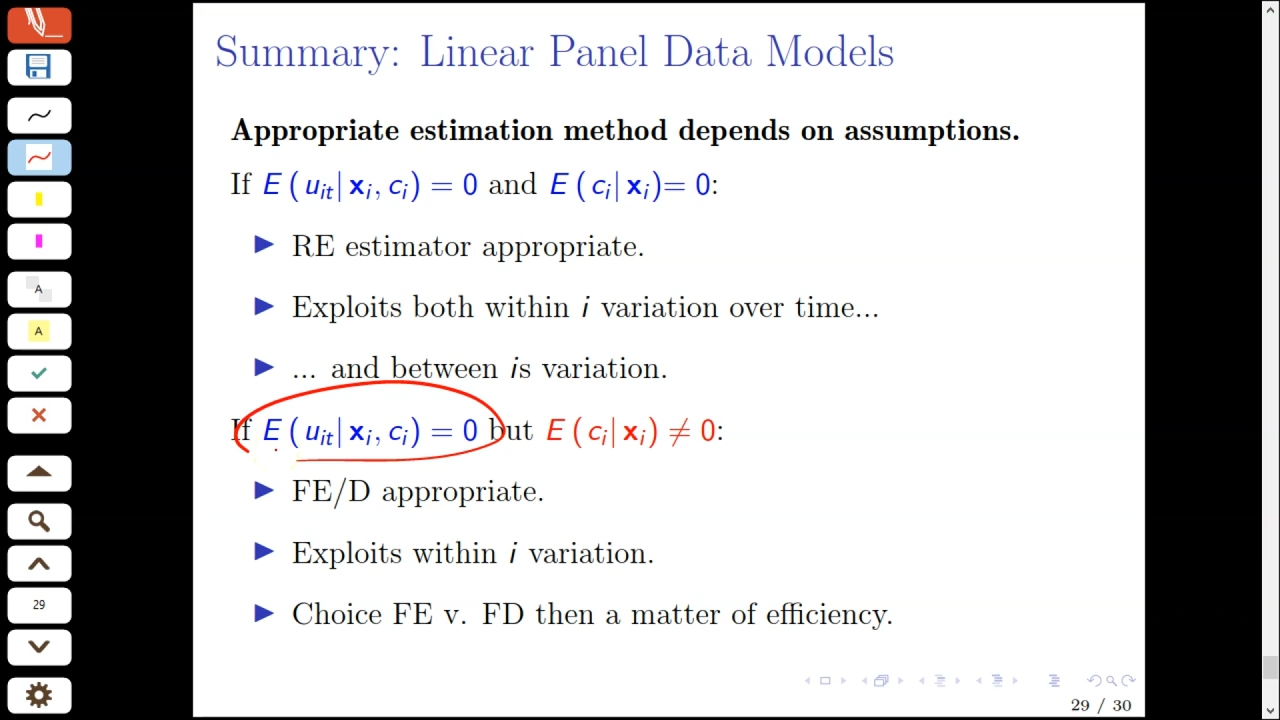 Summary: Linear Panel Data Models
Appropriate estimation method depends on assumptions.
If E ( u_it | x_i , c_i ) = 0 and E ( c_i | x_i )= 0:
RE estimator appropriate.
Exploits both within i variation over time...
... and between is variation.
If E ( u_it | x_i , c_i ) = 0 but E ( c_i | x_i ) ≠ 0:
FE/D appropriate.
Exploits within i variation.
Choice FE v. FD then a matter of efficiency.
29 / 30
A
A
29